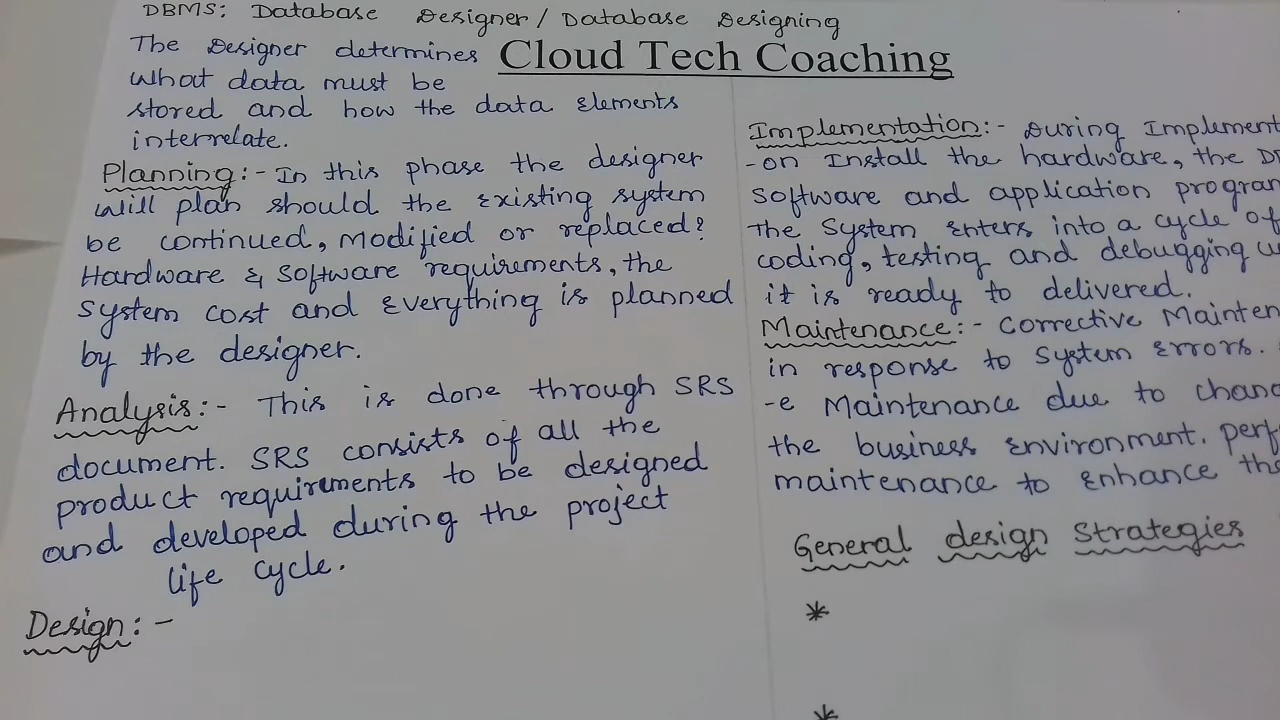 DBMS: Database Designer / Database Designing
The Designer determines
what data must be
stored and how the data elements
interrelate.
Cloud Tech Coaching
Planning:- In this phase the designer
will plan should the existing system
be continued, modified or replaced?
Hardware & software requirements, the
system cost and everything is planned
by the designer.
Analysis:- This is done through SRS
document. SRS consists of all the
product requirements to be designed
and developed during the project
life cycle.
Design:-
Implementation:- During Implement
-on Install the hardware, the
software and application program
the system enters into a cycle of
coding, testing and debugging
it is ready to delivered.
Maintenance:- Corrective Mainten
in response to system errors.
-e Maintenance due to chang
the business environment. perf
maintenance to enhance the
General design strategies
*
*